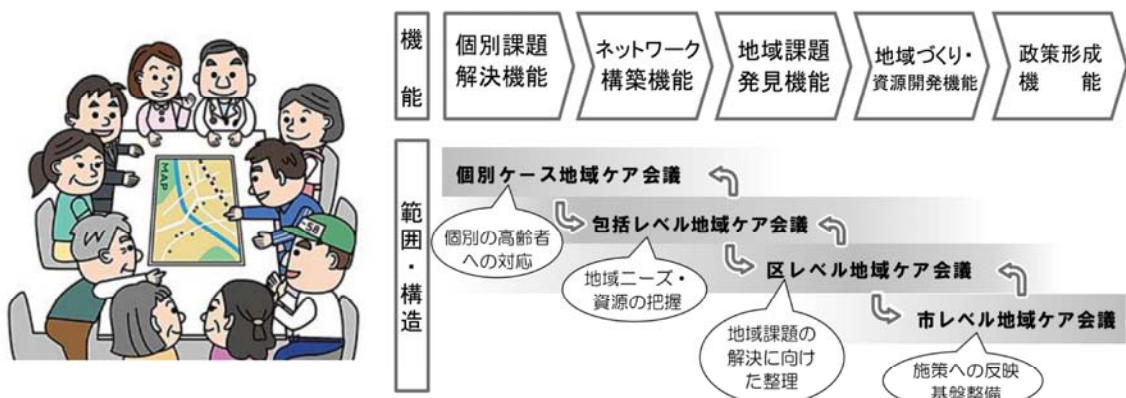 MAP
-58
機能
個別課題
解決機能
ネットワーク
構築機能
地域課題
発見機能
地域づくり・
資源開発機能
政策形成
機能
範囲・構造
個別ケース地域ケア会議
個別の高齢者
への対応
包括レベル地域ケア会議
地域ニーズ・
資源の把握
区レベル地域ケア会議
地域課題の
解決に向け
た整理
市レベル地域ケア会議
施策への反映
基盤整備